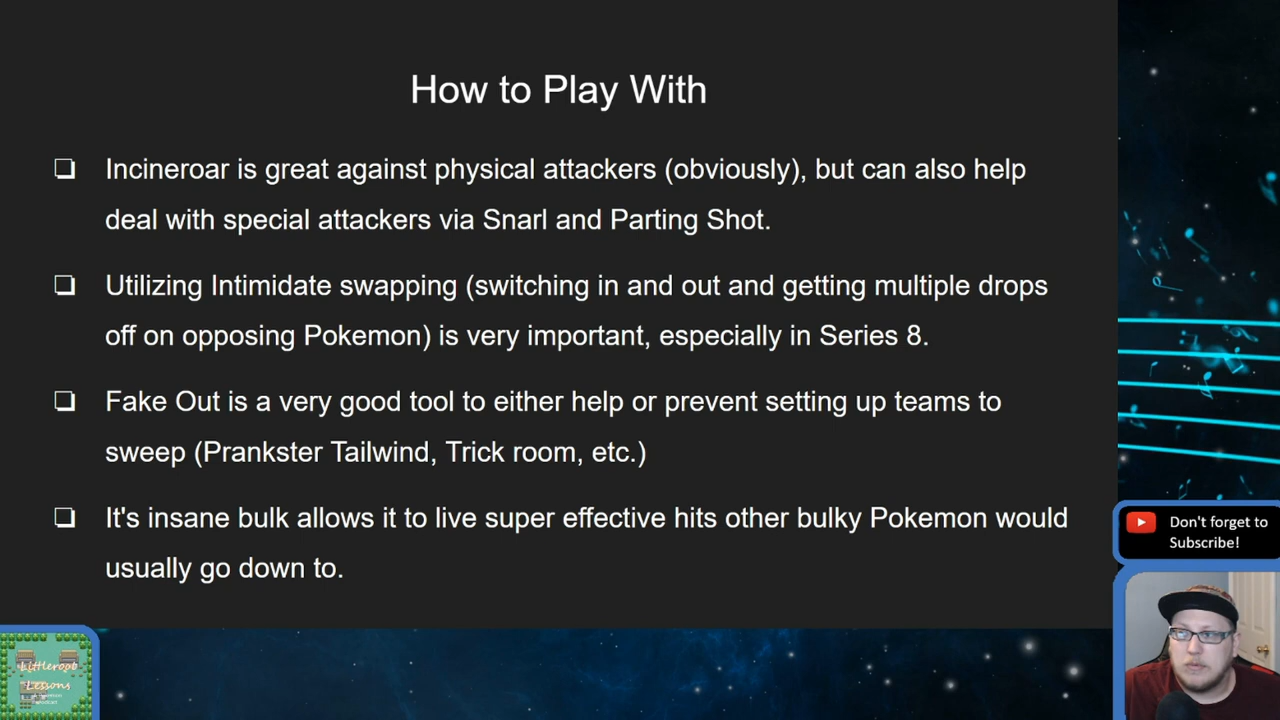 How to Play With
❏ Incineroar is great against physical attackers (obviously), but can also help
deal with special attackers via Snarl and Parting Shot.
❏ Utilizing Intimidate swapping (switching in and out and getting multiple drops
off on opposing Pokemon) is very important, especially in Series 8.
❏ Fake Out is a very good tool to either help or prevent setting up teams to
sweep (Prankster Tailwind, Trick room, etc.)
❏ It's insane bulk allows it to live super effective hits other bulky Pokemon would
usually go down to.
Don't forget to
Subscribe!
Littleroot
Lessons